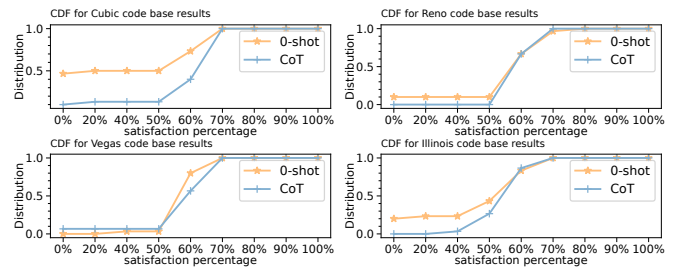 CDF for Cubic code base results
Distribution
1.0
0.5
0-shot
CoT
0% 20% 40% 50% 60% 70% 80% 90% 100%
satisfaction percentage
CDF for Reno code base results
Distribution
1.0
0.5
0.0
0-shot
CoT
0% 20% 40% 50% 60% 70% 80% 90% 100%
satisfaction percentage
CDF for Vegas code base results
Distribution
1.0
0.5
0.0
0-shot
CoT
0% 20% 40% 50% 60% 70% 80% 90% 100%
satisfaction percentage
CDF for Illinois code base results
Distribution
1.0
0.5
0.0
0-shot
CoT
0% 20% 40% 50% 60% 70% 80% 90% 100%
satisfaction percentage